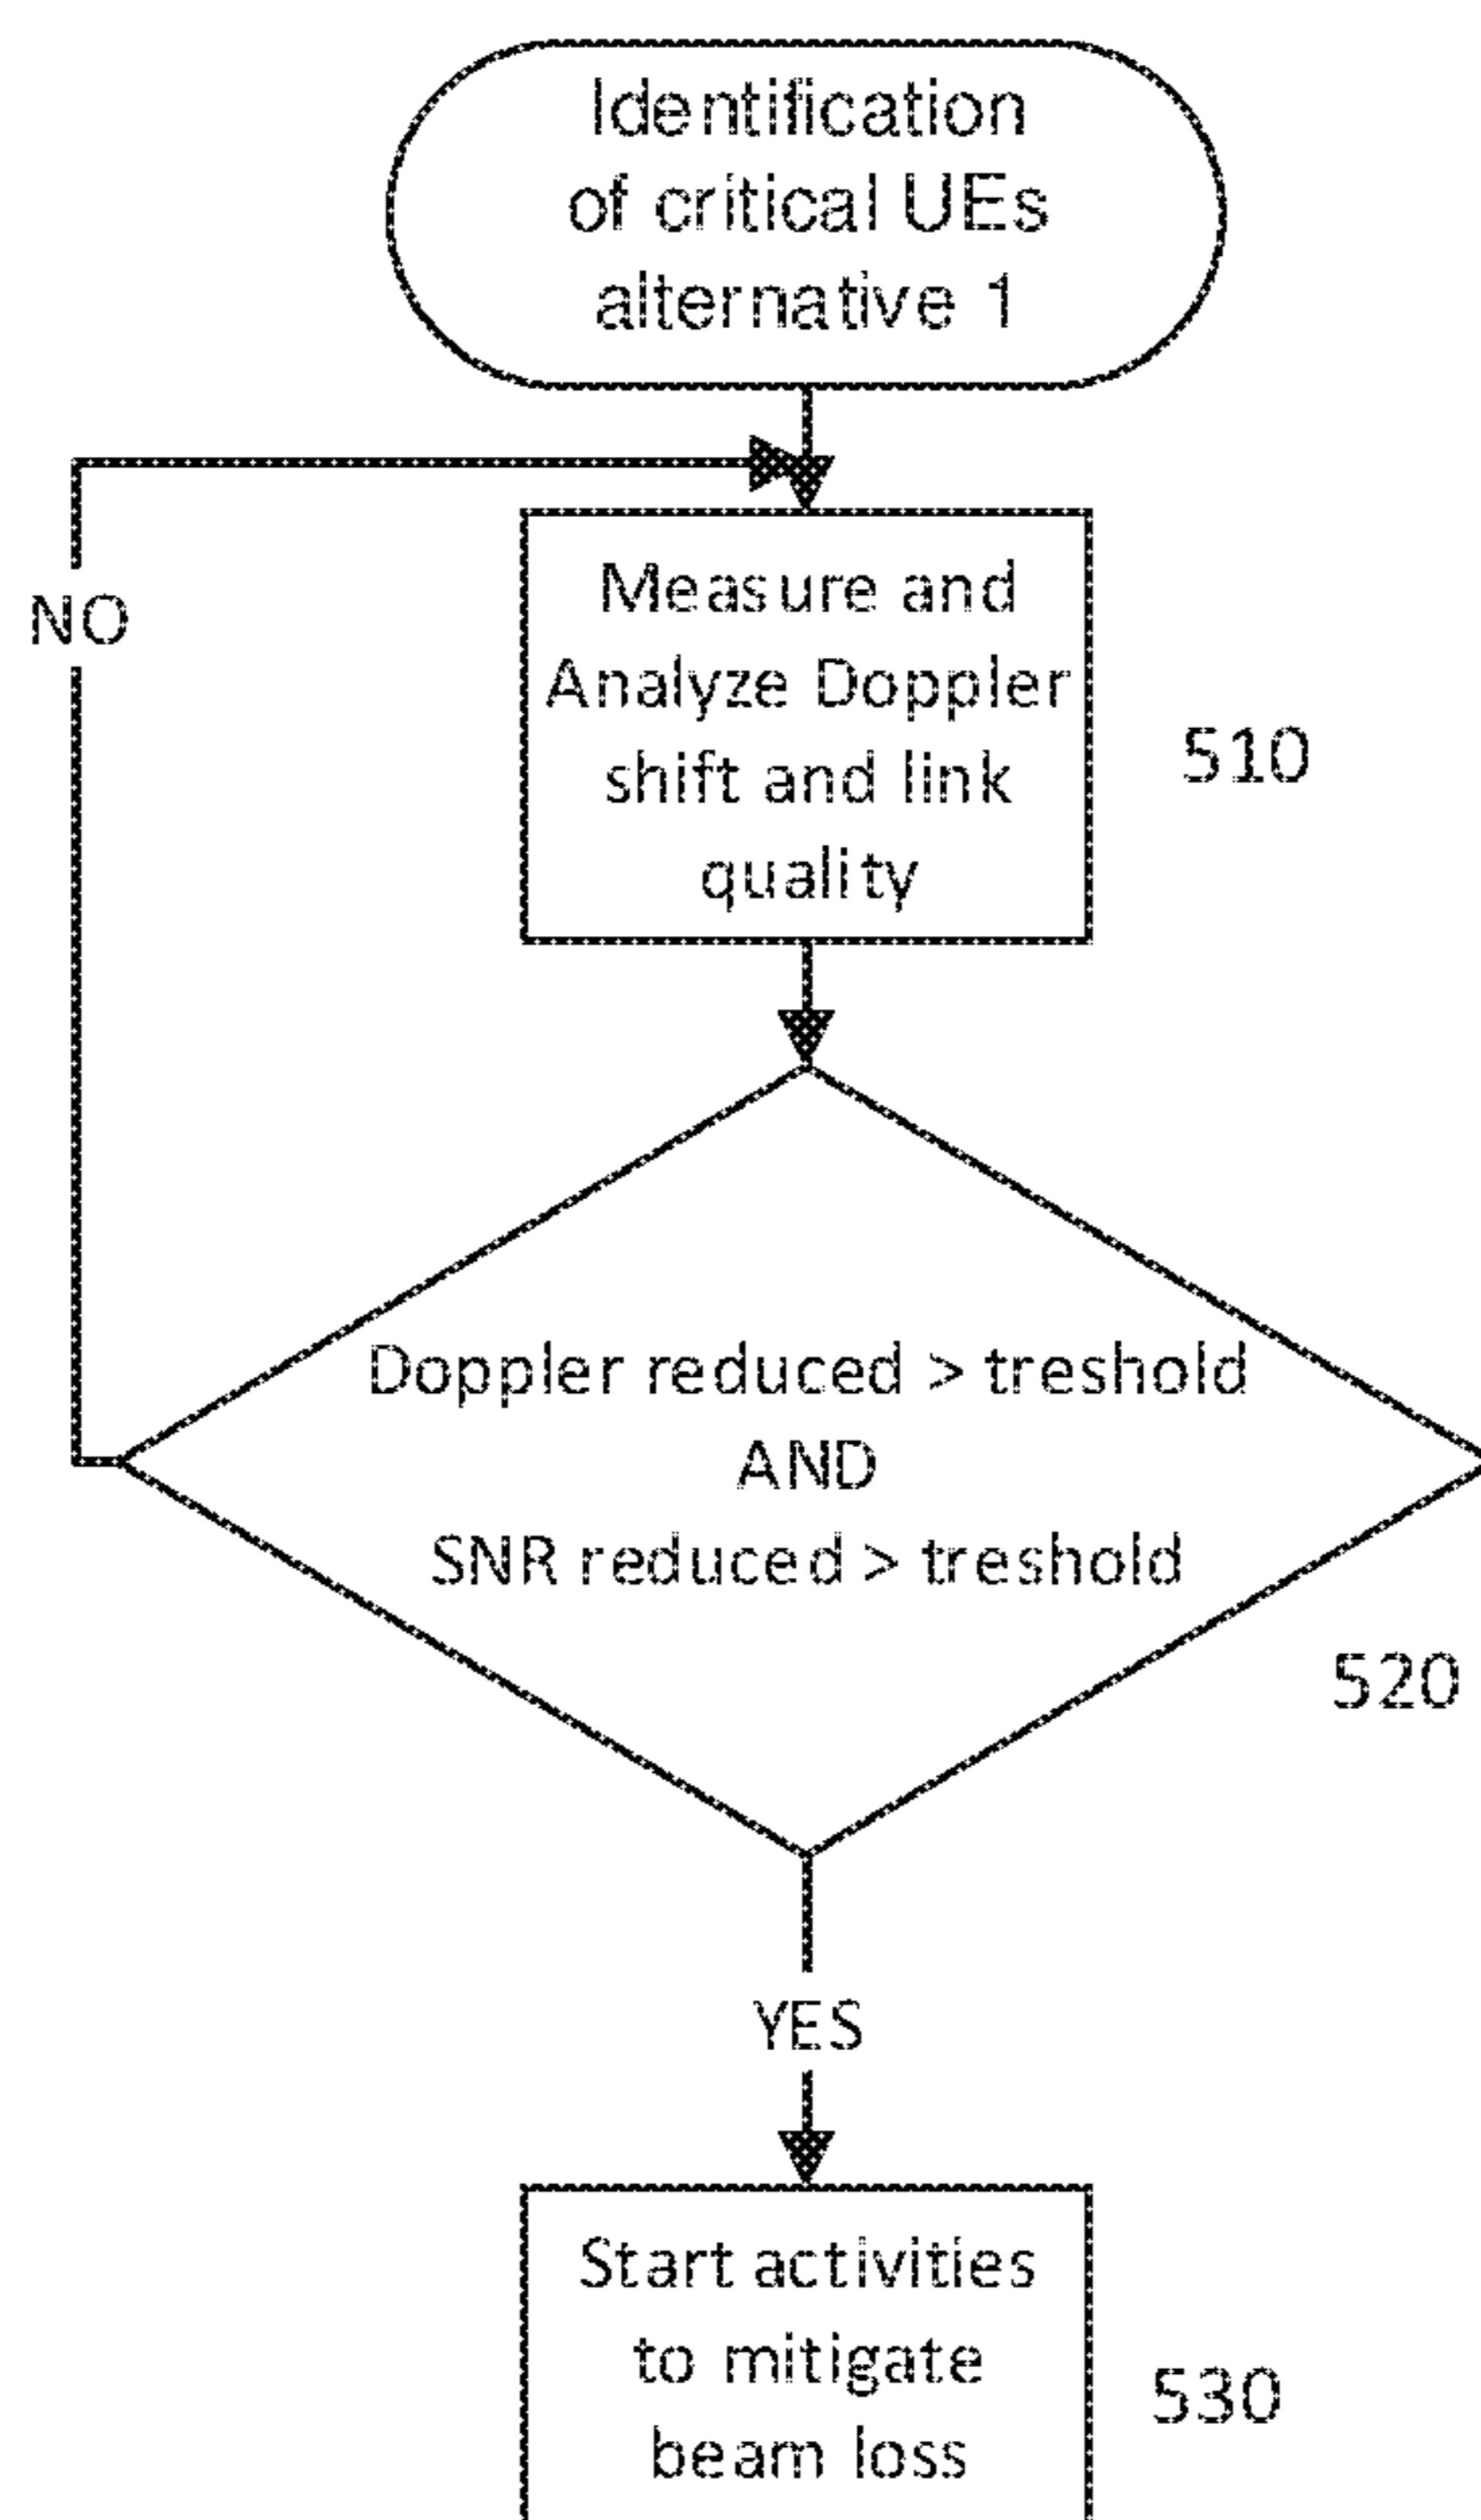 Identification
of critical UEs
alternative 1
NO
Measure and
Analyze Doppler
shift and link
quality
510
Doppler reduced > treshold
AND
SNR reduced > treshold
520
YES
Start activities
to mitigate
beam loss
530